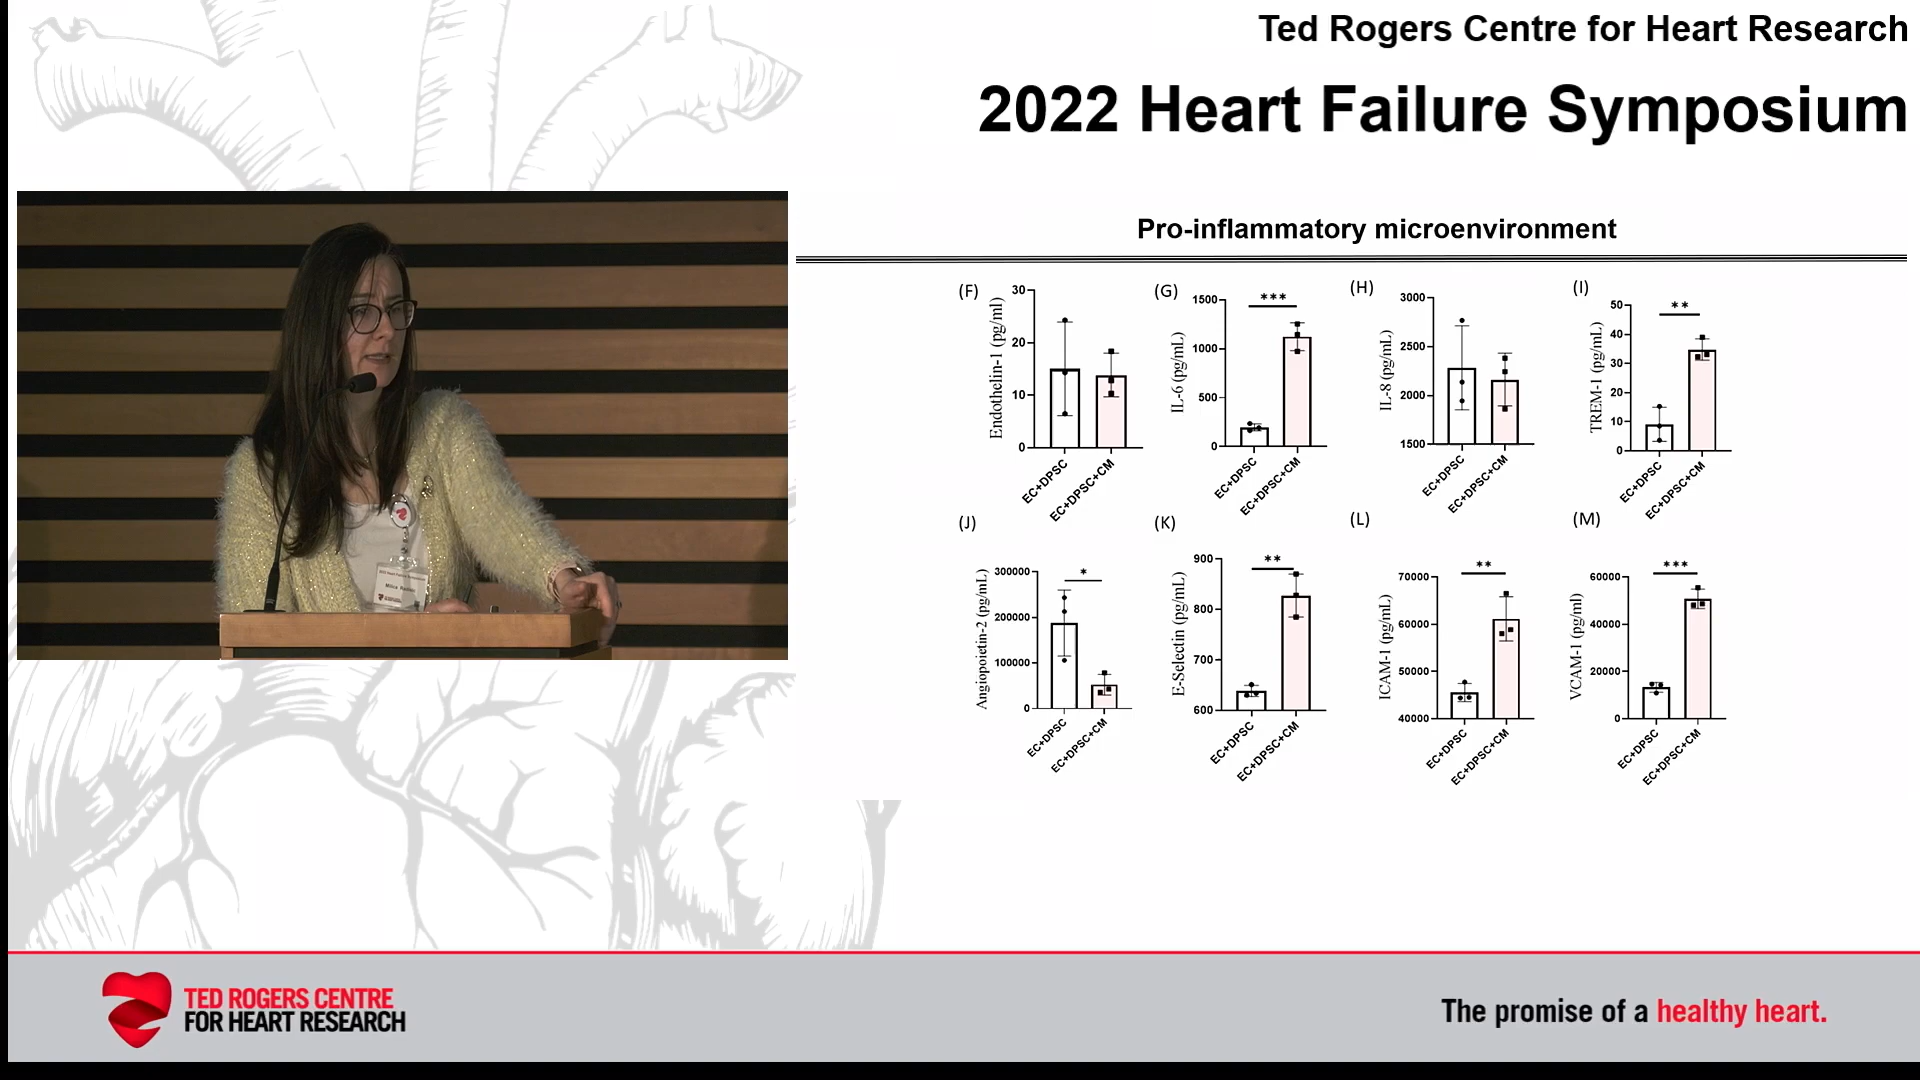 Ted Rogers Centre for Heart Research
2022 Heart Failure Symposium
Pro-inflammatory microenvironment
(F)
Endothelin-1 (pg/ml)
30
20
10
0
EC+DPSC
EC+DPSC+CM
(G)
IL-6 (pg/mL)
1500
1000
500
0
***
EC+DPSC
EC+DPSC+CM
(H)
IL-8 (pg/mL)
3000
2500
2000
1500
EC+DPSC
EC+DPSC+CM
(I)
TREM-1 (pg/mL)
50
40
30
20
10
0
**
EC+DPSC
EC+DPSC+CM
(J)
Angiopoietin-2 (pg/mL)
300000
200000
100000
0
*
EC+DPSC
EC+DPSC+CM
(K)
E-Selectin (pg/mL)
900
800
700
600
**
EC+DPSC
EC+DPSC+CM
(L)
ICAM-1 (pg/mL)
70000
60000
50000
40000
**
EC+DPSC
EC+DPSC+CM
(M)
VCAM-1 (pg/ml)
60000
40000
20000
0
***
EC+DPSC
EC+DPSC+CM
Milica
TED ROGERS CENTRE
FOR HEART RESEARCH
The promise of a healthy heart.